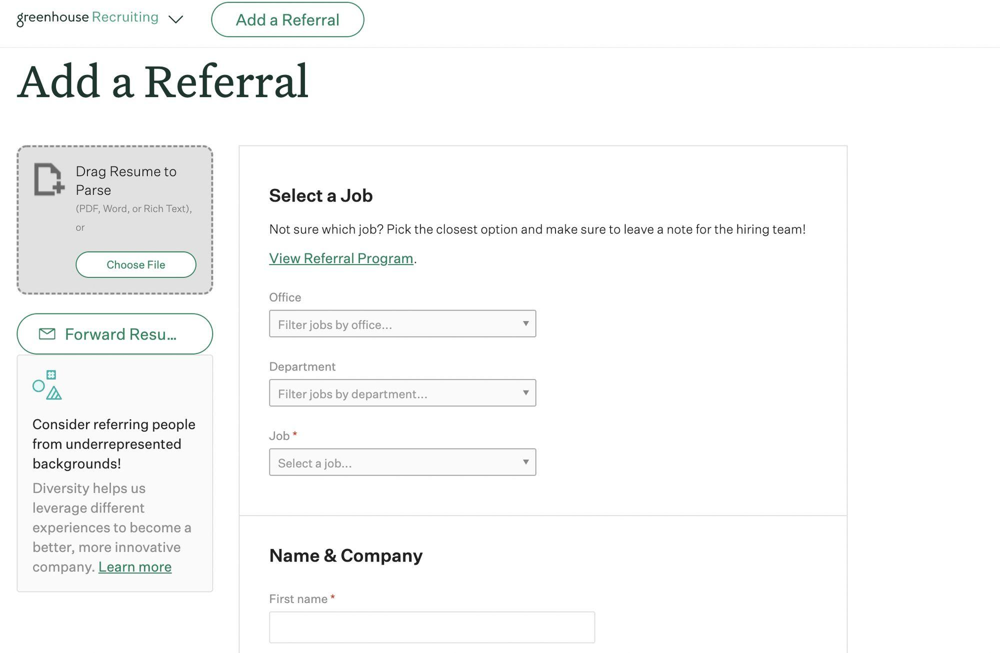 greenhouse Recruiting
Add a Referral
Add a Referral
Drag Resume to
Parse
(PDF, Word, or Rich Text),
or
Choose File
Forward Resu...
Consider referring people
from underrepresented
backgrounds!
Diversity helps us
leverage different
experiences to become a
better, more innovative
company. Learn more
Select a Job
Not sure which job? Pick the closest option and make sure to leave a note for the hiring team!
View Referral Program.
Office
Filter jobs by office...
Department
Filter jobs by department...
Job *
Select a job...
Name & Company
First name *